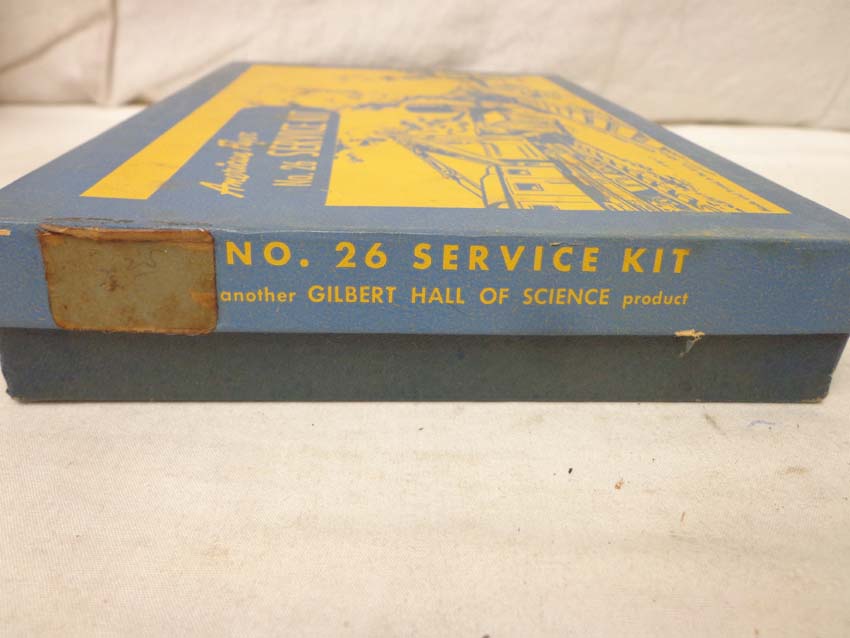 American Flyer
No. 26 SERVICE KIT
NO. 26 SERVICE KIT
another GILBERT HALL OF SCIENCE product